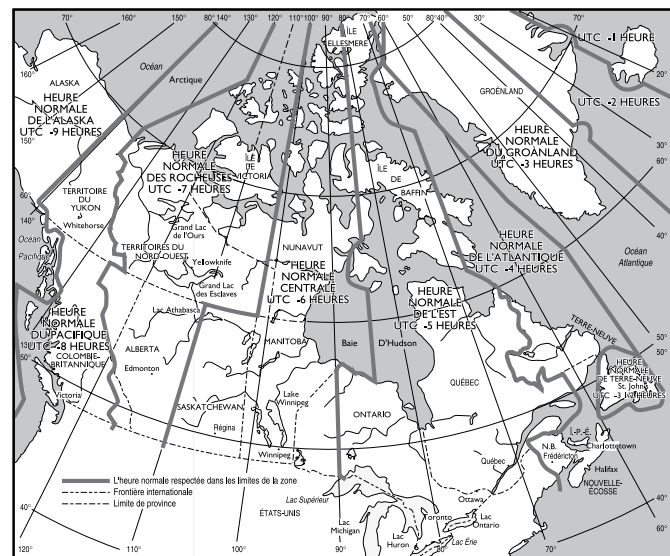 170°
160°
150°
140°
130°
120°
110°
100°
90°
80°
70°
60°
50°
80°
40°
30°
70°
ÎLE
ELLESMERE
UTC -1 HEURE
20°
Océan
Arctique
160°
ALASKA
HEURE
NORMALE
DE L'ALASKA
UTC -9 HEURES
GROËNLAND
UTC -2 HEURES
30°
150°
HEURE
NORMALE
DES ROCHEUSES
UTC -7 HEURES
ÎLE
DE
VICTORIA
HEURE
NORMALE
DU GROANLAND
UTC -3 HEURES
60°
ÎLE
DE
BAFFIN
60°
140°
TERRITOIRE
DU
YUKON
Whitehorse
Grand Lac
de l'Ours
40°
Océan
Pacifique
TERRITOIRES DU
NORD-OUEST
Yellowknife
Grand Lac
des Esclaves
NUNAVUT
HEURE
NORMALE
CENTRALE
UTC -6 HEURES
HEURE
NORMALE
DE L'ATLANTIQUE
UTC -4 HEURES
Océan
Atlantique
HEURE
NORMALE
DE L'EST
UTC -5 HEURES
HEURE
NORMALE
DU PACIFIQUE
UTC -8 HEURES
COLOMBIE-
BRITANNIQUE
Lac Athabasca
ALBERTA
Edmonton
MANITOBA
Baie
D'Hudson
TERRE-NEUVE
50°
50°
HEURE
NORMALE
DE TERRE-NEUVE
St. Johns
UTC -3 1/2 HEURES
QUÉBEC
Victoria
SASKATCHEWAN
Régina
Lake
Winnipeg
Winnipeg
ONTARIO
Î.-P.-É.
Charlottetown
N.B.
Frédéricton
Halifax
NOUVELLE-
ÉCOSSE
Québec
L'heure normale respectée dans les limites de la zone
Frontière internationale
Limite de province
Lac Supérieur
ÉTATS-UNIS
Ottawa
Toronto
Lac
Ontario
Lac
Michigan
Lac
Huron
Lac Érie
40°
60°
120°
110°
100°
90°
80°
70°